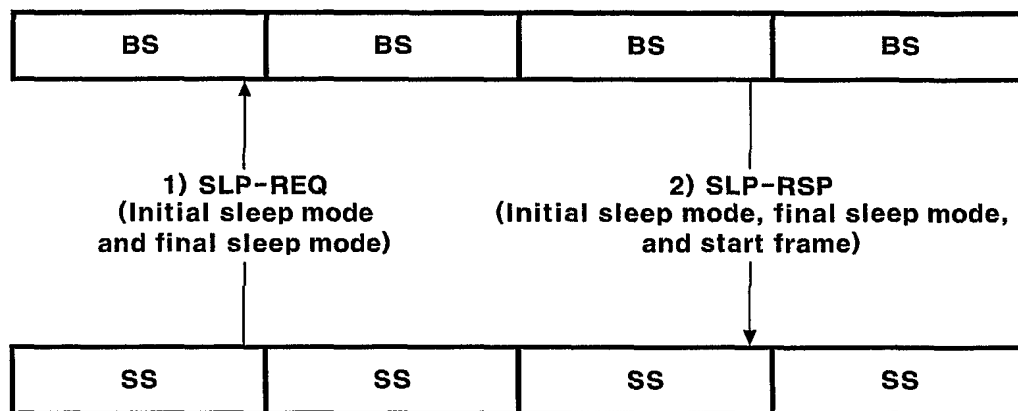 BS BS BS BS
1) SLP-REQ
(Initial sleep mode
and final sleep mode)
2) SLP-RSP
(Initial sleep mode, final sleep mode,
and start frame)
SS SS SS SS